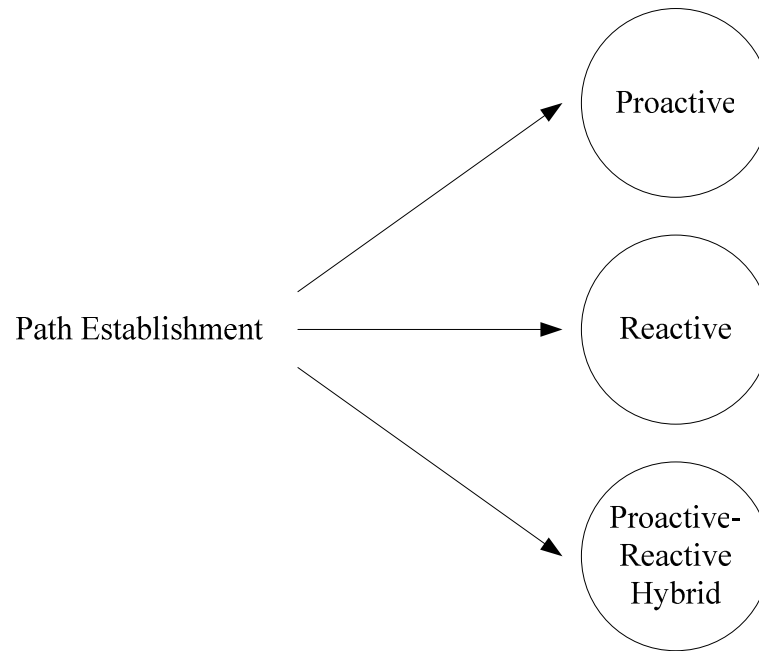 Proactive
Path Establishment
Reactive
Proactive-
Reactive
Hybrid